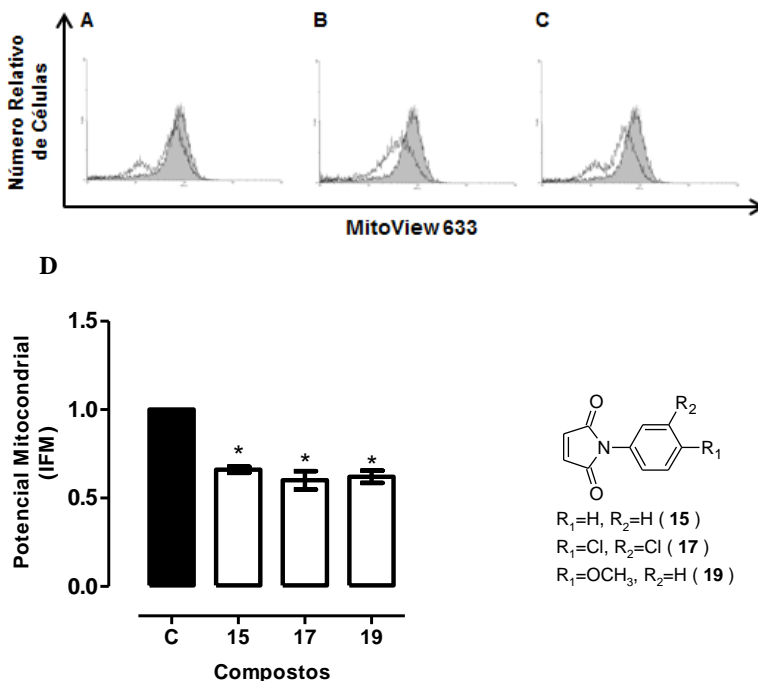 A B C
Número Relativo
de Células
MitoView 633
D
Potencial Mitocondrial
(IFM)
1.5
1.0
0.5
0.0
* * *
C 15 17 19
Compostos
O
N
O
R2
R1
R1=H, R2=H ( 15 )
R1=Cl, R2=Cl ( 17 )
R1=OCH3, R2=H ( 19 )